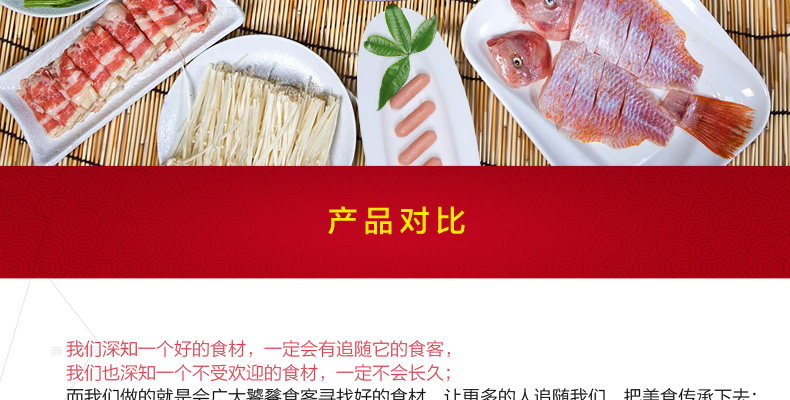 产品对比
我们深知一个好的食材，一定会有追随它的食客，
我们也深知一个不受欢迎的食材，一定不会长久；
而我们做的就是会广大饕餮食客寻找好的食材，让更多的人追随我们，把美食传承下去；